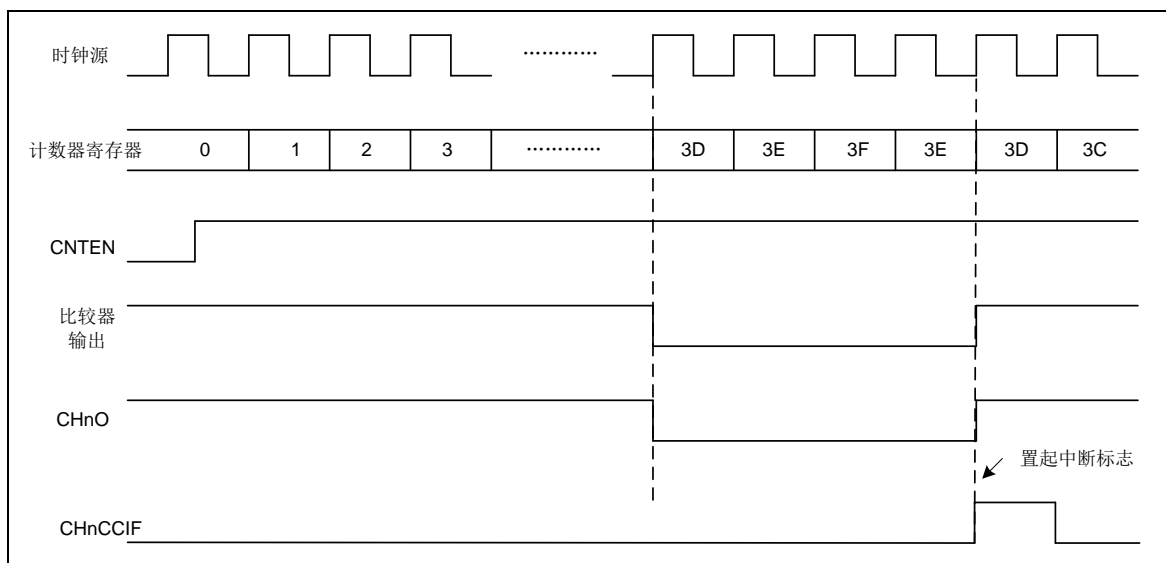 时钟源
…………
计数器寄存器 0 1 2 3 ………… 3D 3E 3F 3E 3D 3C
CNTEN
比较器
输出
CHnO
置起中断标志
CHnCCIF